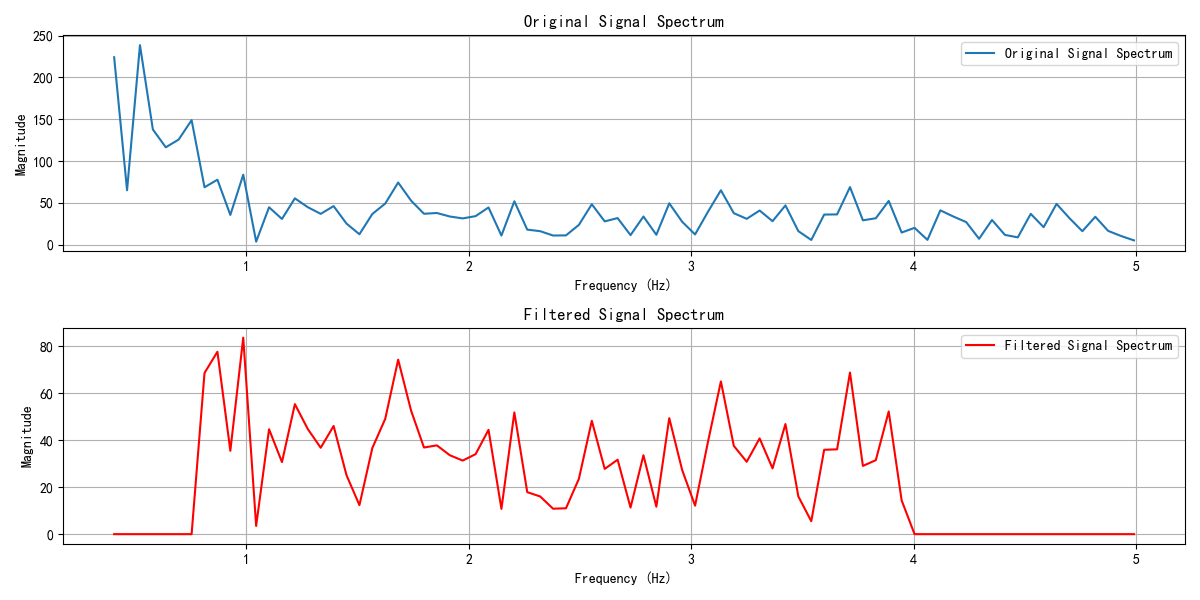 Original Signal Spectrum
250
200
150
100
50
0
Magnitude
Original Signal Spectrum
1 2 3 4 5
Frequency (Hz)
Filtered Signal Spectrum
80
60
40
20
0
Magnitude
Filtered Signal Spectrum
1 2 3 4 5
Frequency (Hz)